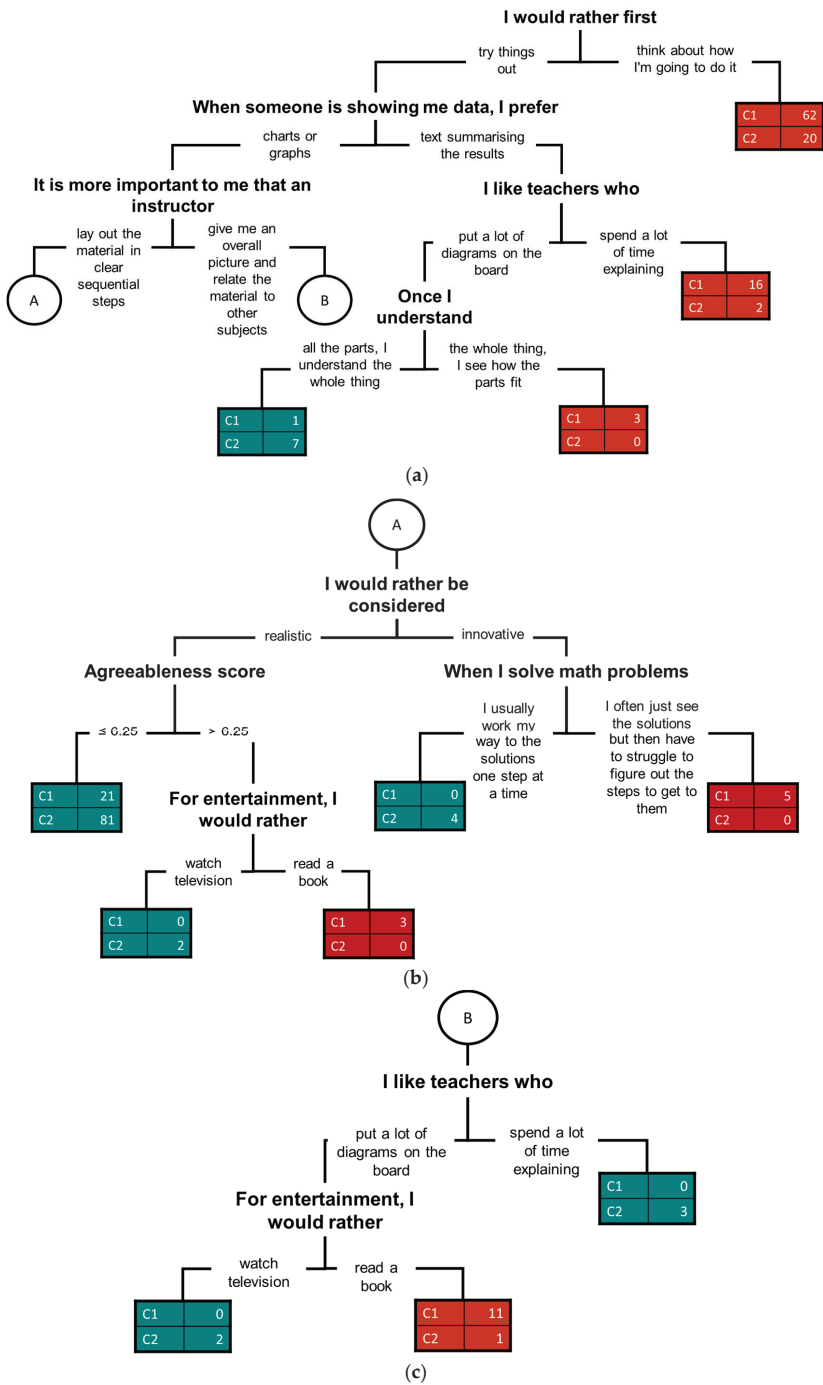 I would rather first
try things
out
think about how
I'm going to do it
C1 62
C2 20
When someone is showing me data, I prefer
charts or
graphs
text summarising
the results
It is more important to me that an
instructor
I like teachers who
lay out the
material in
clear
sequential
steps
give me an
overall
picture and
relate the
material to
other
subjects
A
B
put a lot of
diagrams on the
board
spend a lot
of time
explaining
C1 16
C2 2
Once I
understand
all the parts, I
understand the
whole thing
the whole thing,
I see how the
parts fit
C1 1
C2 7
C1 3
C2 0
(a)
A
I would rather be
considered
realistic
innovative
Agreeableness score
When I solve math problems
≤ 6.25
> 6.25
I usually
work my
way to the
solutions
one step at
a time
I often just see
the solutions
but then have
to struggle to
figure out the
steps to get to
them
C1 21
C2 81
For entertainment, I
would rather
C1 0
C2 4
C1 5
C2 0
watch
television
read a
book
C1 0
C2 2
C1 3
C2 0
(b)
B
I like teachers who
put a lot of
diagrams on the
board
spend a lot
of time
explaining
C1 0
C2 3
For entertainment, I
would rather
watch
television
read a
book
C1 0
C2 2
C1 11
C2 1
(c)